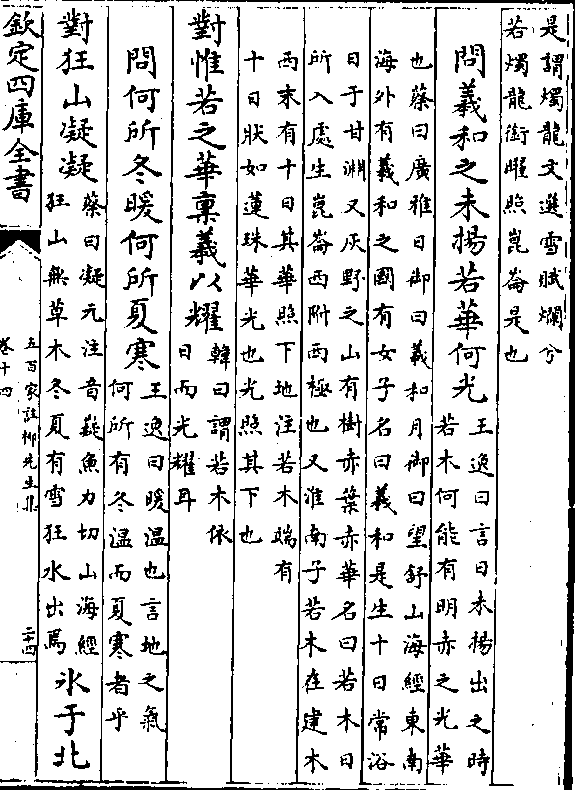 是謂燭龍文選雪賦爛兮
若燭龍銜曜照崑崙是也
問羲和之未揚若華何光
王逸曰言日未揚出之時
若木何能有明赤之光華
也蔡曰廣雅日御曰羲和月御曰望舒山海經東南
海外有羲和之國有女子名曰羲和是生十日常浴
日于甘淵又灰野之山有樹赤葉赤華名曰若木日
所入處生崑崙西附西極也又淮南子若木在建木
西末有十日其華照下地注若木端有
十日狀如蓮珠華光也光照其下也
對惟若之華稟羲以耀
韓曰謂若木依
日而光耀耳
問何所冬暖何所夏寒
王逸曰暖溫也言地之氣
何所有冬溫而夏寒者乎
對狂山凝凝
蔡曰凝元注音嶷魚力切山海經
狂山無草木冬夏有雪狂水出焉
氷于北
欽定四庫全書
卷十四
五百家註柳先生集
二十四